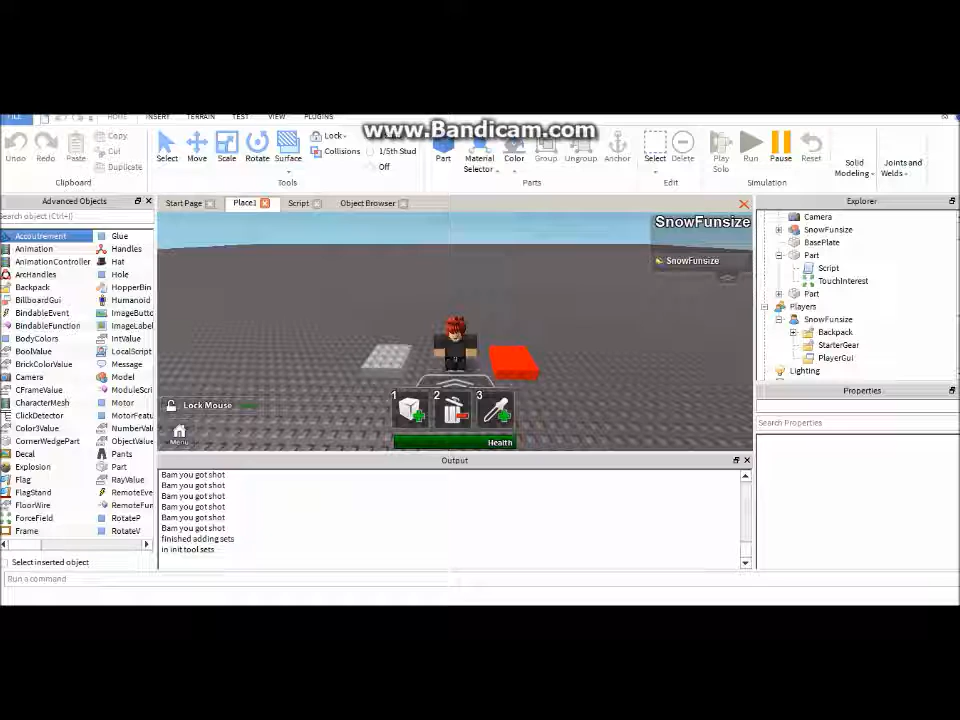 www.Bandicam.com
FILE HOME INSERT TERRAIN TEST VIEW PLUGINS
Undo Redo Paste Copy Cut Duplicate
Clipboard
Select Move Scale Rotate Surface Lock Collisions 1/5th Stud Off
Tools
Part Material Selector Color Group Ungroup Anchor
Parts
Select Delete
Edit
Play Solo Run Pause Reset
Simulation
Solid Modeling
Joints and Welds
Advanced Objects
Search object (Ctrl+I)
Accoutrement Glue
Animation Handles
AnimationController Hat
ArcHandles Hole
Backpack HopperBin
BillboardGui Humanoid
BindableEvent ImageButto
BindableFunction ImageLabel
BodyColors IntValue
BoolValue LocalScript
BrickColorValue Message
Camera Model
CFrameValue ModuleScri
CharacterMesh Motor
ClickDetector MotorFeatu
Color3Value NumberVal
CornerWedgePart ObjectValu
Decal Pants
Explosion Part
Flag RayValue
FlagStand RemoteEve
FloorWire RemoteFun
ForceField RotateP
Frame RotateV
Select inserted object
Run a command
Start Page Place1 Script Object Browser
SnowFunsize
SnowFunsize
Lock Mouse
Menu
1 2 3
Health
Output
Bam you got shot
Bam you got shot
Bam you got shot
Bam you got shot
Bam you got shot
Bam you got shot
finished adding sets
in init tool sets
Explorer
Camera
SnowFunsize
BasePlate
Part
Script
TouchInterest
Part
Players
SnowFunsize
Backpack
StarterGear
PlayerGui
Lighting
Properties
Search Properties